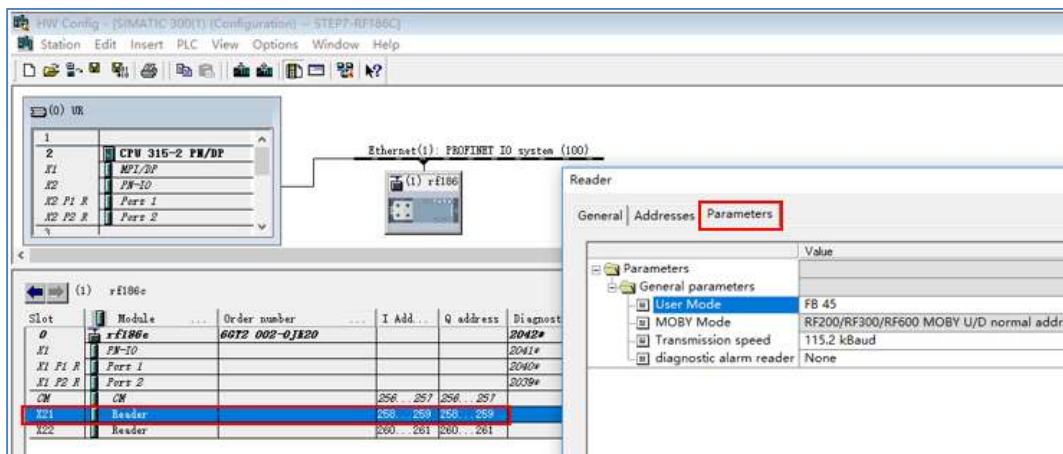 HW Config - [SIMATIC 300(1) (Configuration) -- STEP7-RF186C]
Station Edit Insert PLC View Options Window Help
(0) UR
1
2 CPU 315-2 PN/DP
X1 MPI/DP
X2 PN-IO
X2 P1 R Port 1
X2 P2 R Port 2
3
Ethernet(1): PROFINET IO system (100)
(1) rf186
Reader
General Addresses Parameters
Value
Parameters
General parameters
User Mode FB 45
MOBY Mode RF200/RF300/RF600 MOBY U/D normal addr
Transmission speed 115.2 kBaud
diagnostic alarm reader None
(1) rf186c
Slot Module ... Order number ... I Add... Q address Diagnost
0 rf186c 6GT2 002-0JE20 2042*
X1 PN-IO 2041*
X1 P1 R Port 1 2040*
X1 P2 R Port 2 2039*
CM CM 256...257 256...257
X21 Reader 258...259 258...259
X22 Reader 260...261 260...261